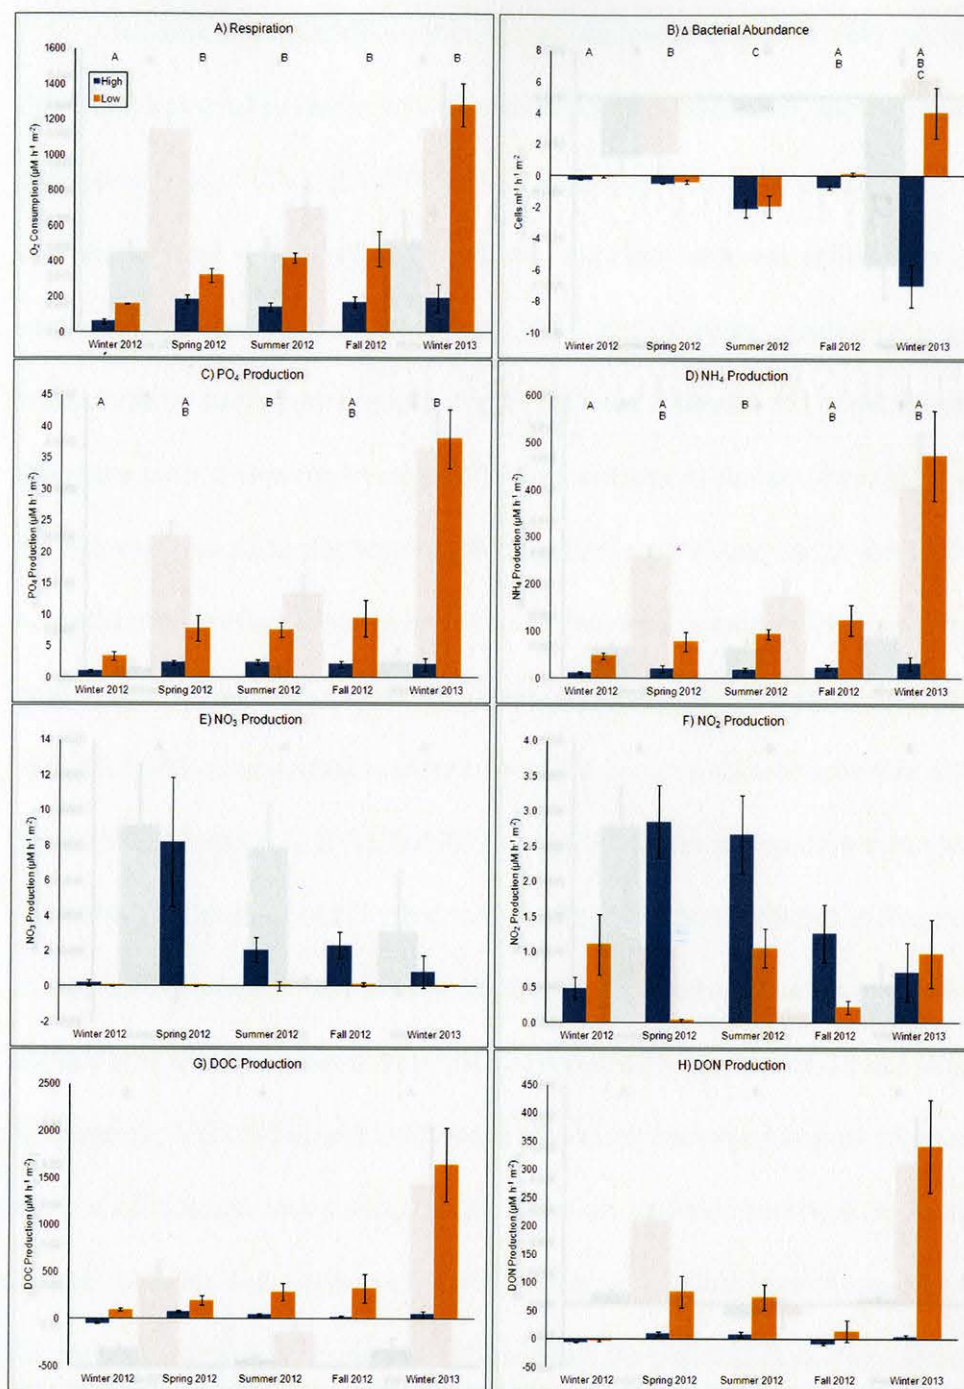 A) Respiration
1600
1400
1200
1000
800
600
400
200
0
O₂ Consumption (µM h⁻¹ m⁻²)
High
Low
A B B B B
Winter 2012 Spring 2012 Summer 2012 Fall 2012 Winter 2013
B) Δ Bacterial Abundance
8
6
4
2
0
-2
-4
-6
-8
-10
Cells ml⁻¹ h⁻¹ m⁻²
A B C A A
B B
C
Winter 2012 Spring 2012 Summer 2012 Fall 2012 Winter 2013
C) PO₄ Production
45
40
35
30
25
20
15
10
5
0
PO₄ Production (µM h⁻¹ m⁻²)
A A B A B
B B
Winter 2012 Spring 2012 Summer 2012 Fall 2012 Winter 2013
D) NH₄ Production
600
500
400
300
200
100
0
NH₄ Production (µM h⁻¹ m⁻²)
A A B A A
B B B
Winter 2012 Spring 2012 Summer 2012 Fall 2012 Winter 2013
E) NO₃ Production
14
12
10
8
6
4
2
0
-2
NO₃ Production (µM h⁻¹ m⁻²)
Winter 2012 Spring 2012 Summer 2012 Fall 2012 Winter 2013
F) NO₂ Production
4.0
3.5
3.0
2.5
2.0
1.5
1.0
0.5
0.0
NO₂ Production (µM h⁻¹ m⁻²)
Winter 2012 Spring 2012 Summer 2012 Fall 2012 Winter 2013
G) DOC Production
2500
2000
1500
1000
500
0
-500
DOC Production (µM h⁻¹ m⁻²)
Winter 2012 Spring 2012 Summer 2012 Fall 2012 Winter 2013
H) DON Production
450
400
350
300
250
200
150
100
50
0
-50
DON Production (µM h⁻¹ m⁻²)
Winter 2012 Spring 2012 Summer 2012 Fall 2012 Winter 2013